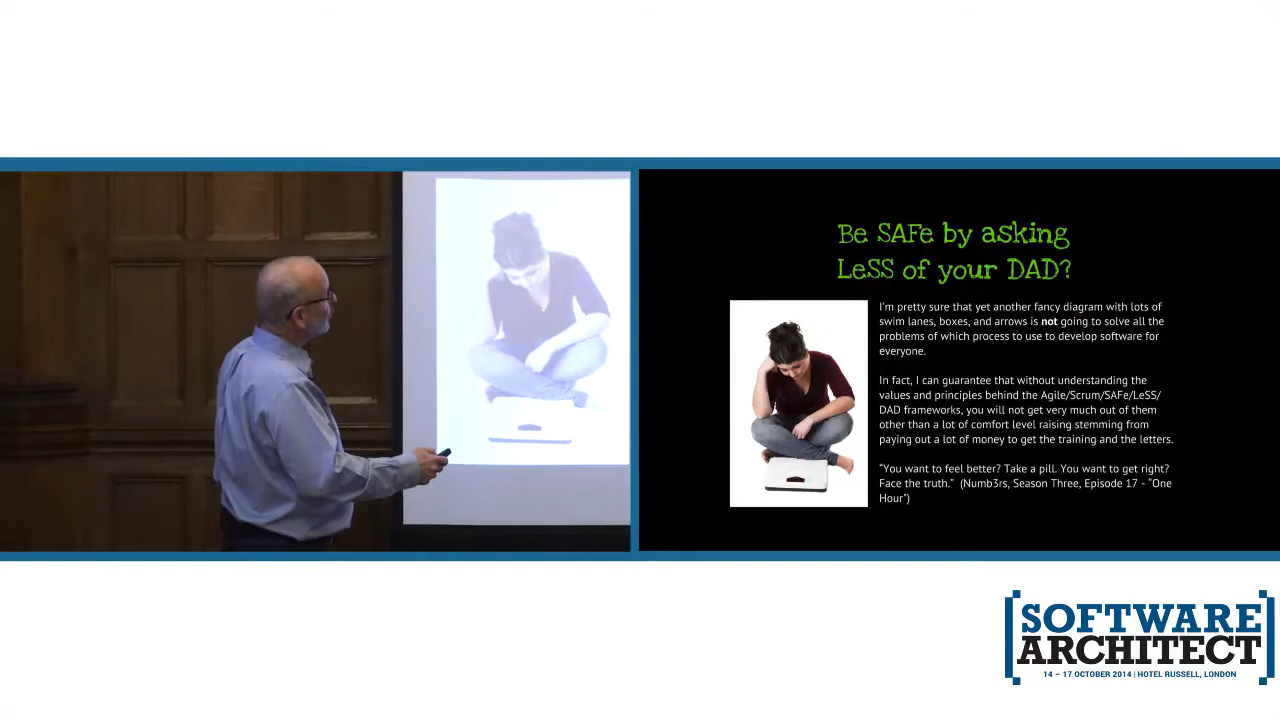 Be SAFe by asking
LeSS of your DAD?
I'm pretty sure that yet another fancy diagram with lots of
swim lanes, boxes, and arrows is not going to solve all the
problems of which process to use to develop software for
everyone.
In fact, I can guarantee that without understanding the
values and principles behind the Agile/Scrum/SAFe/LeSS/
DAD frameworks, you will not get very much out of them
other than a lot of comfort level raising stemming from
paying out a lot of money to get the training and the letters.
"You want to feel better? Take a pill. You want to get right?
Face the truth." (Numb3rs, Season Three, Episode 17 - "One
Hour")
[SOFTWARE
ARCHITECT]
14 – 17 OCTOBER 2014 | HOTEL RUSSELL, LONDON